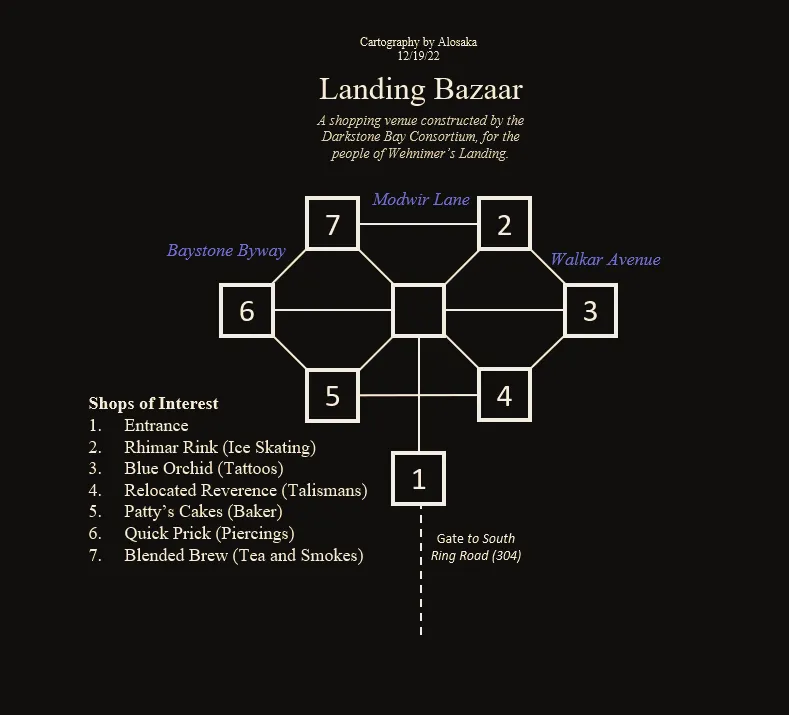 Cartography by Alosaka
12/19/22
Landing Bazaar
A shopping venue constructed by the
Darkstone Bay Consortium, for the
people of Wehnimer’s Landing.
Modwir Lane
7
2
Baystone Byway
Walkar Avenue
6
3
5
4
Shops of Interest
1. Entrance
2. Rhimar Rink (Ice Skating)
3. Blue Orchid (Tattoos)
4. Relocated Reverence (Talismans)
5. Patty’s Cakes (Baker)
6. Quick Prick (Piercings)
7. Blended Brew (Tea and Smokes)
1
Gate to South
Ring Road (304)